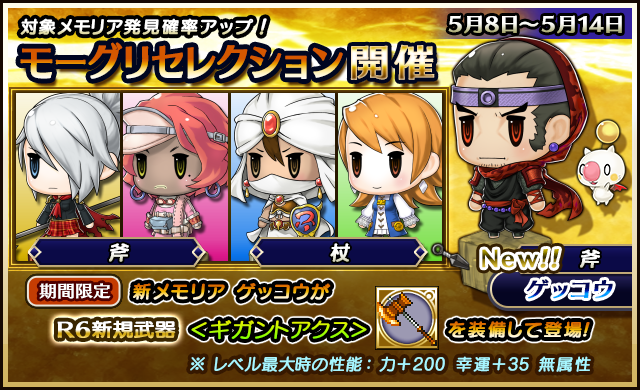 対象メモリア発見確率アップ！
5月8日～5月14日
モーグリセレクション開催
斧
杖
New!! 斧
ゲッコウ
期間限定 新メモリア ゲッコウが
R6新規武器 <ギガントアクス> を装備して登場!
※ レベル最大時の性能：力+200 幸運+35 無属性